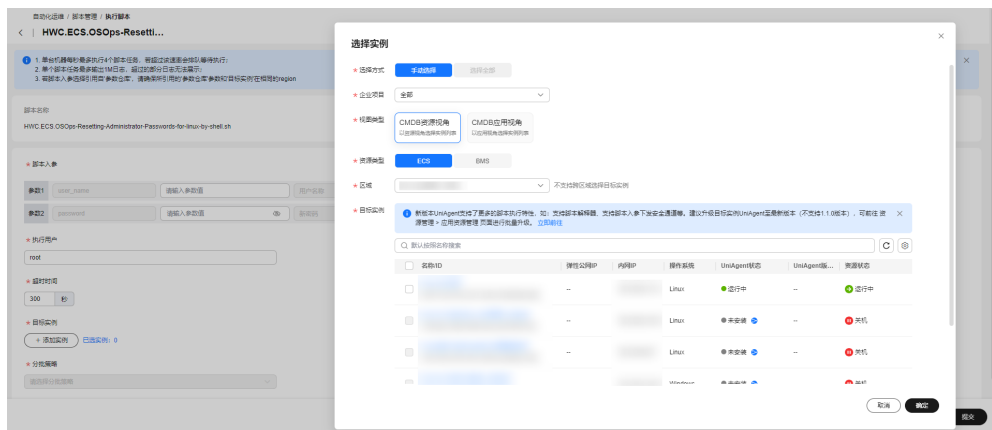 自动化运维 / 脚本管理 / 执行脚本
HWC.ECS.OSOps-Resetti...
1. 单台机器每秒最多执行4个脚本任务，若超过该速率会排队等待执行；
2. 单个脚本任务最多输出1M日志，超过的部分日志无法展示；
3. 若脚本入参选择引用自'参数仓库'，请确保所引用的'参数仓库'参数和'目标实例'在相同的region
脚本名称
HWC.ECS.OSOps-Resetting-Administrator-Passwords-for-linux-by-shell.sh
* 脚本入参
参数1 user_name 请输入参数值 用户名称
参数2 password 请输入参数值 新密码
* 执行用户
root
* 超时时间
300 秒
* 目标实例
+ 添加实例 已选实例：0
* 分批策略
请选择分批策略
选择实例
* 选择方式 手动选择 选择全部
* 企业项目 全部
* 视图类型 CMDB资源视角 CMDB应用视角
以资源视角选择实例列表 以应用视角选择实例列表
* 资源类型 ECS BMS
* 区域 不支持跨区域选择目标实例
* 目标实例 新版本UniAgent支持了更多的脚本执行特性，如：支持脚本解释器、支持脚本入参下发安全通道等。建议升级目标实例UniAgent至最新版本（不支持1.1.0版本），可前往 资
源管理 > 应用资源管理 页面进行批量升级。 立即前往
默认按照名称搜索
名称/ID 弹性公网IP 内网IP 操作系统 UniAgent状态 UniAgent版... 资源状态
-- Linux 运行中 -- 运行中
-- Linux 未安装 -- 关机
-- Linux 未安装 -- 关机
Windows 未安装 -- 关机
取消 确定
提交